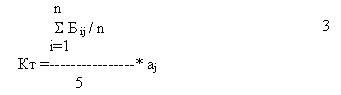 n
Σ Б ij / n 3
i=1
Кт =----------------* aj
5